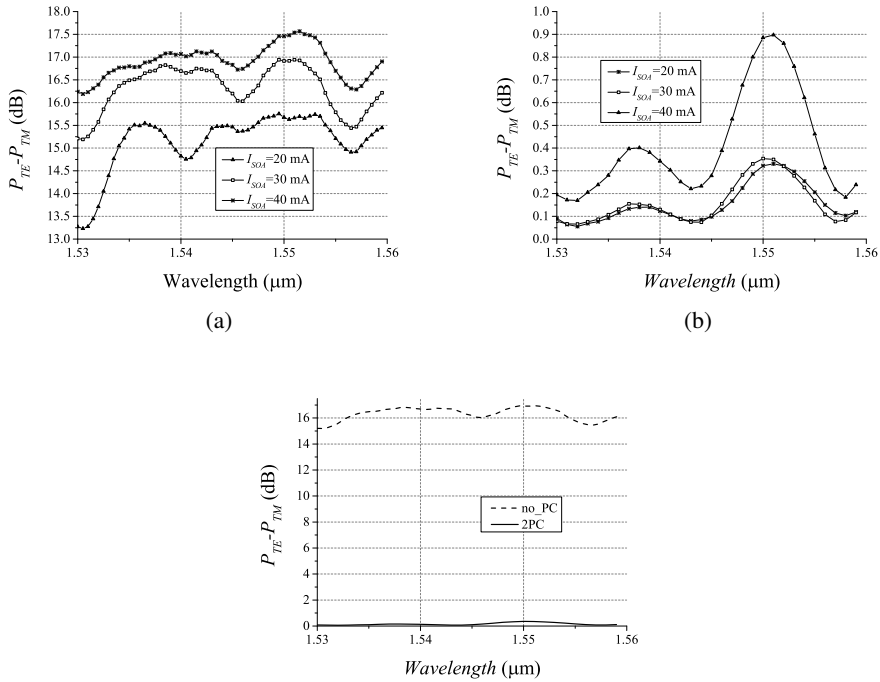 18.0
17.5
17.0
16.5
16.0
15.5
15.0
14.5
14.0
13.5
13.0
P_TE-P_TM (dB)
I_SOA=20 mA
I_SOA=30 mA
I_SOA=40 mA
1.53 1.54 1.55 1.56
Wavelength (μm)
(a)
1.0
0.9
0.8
0.7
0.6
0.5
0.4
0.3
0.2
0.1
0.0
P_TE-P_TM (dB)
I_SOA=20 mA
I_SOA=30 mA
I_SOA=40 mA
1.53 1.54 1.55 1.56
Wavelength (μm)
(b)
16
14
12
10
8
6
4
2
0
P_TE-P_TM (dB)
no_PC
2PC
1.53 1.54 1.55 1.56
Wavelength (μm)